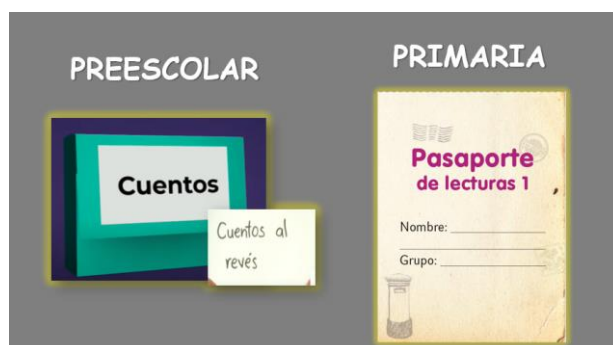 PREESCOLAR
Cuentos
Cuentos al
revés
PRIMARIA
Pasaporte
de lecturas 1
Nombre:
Grupo: